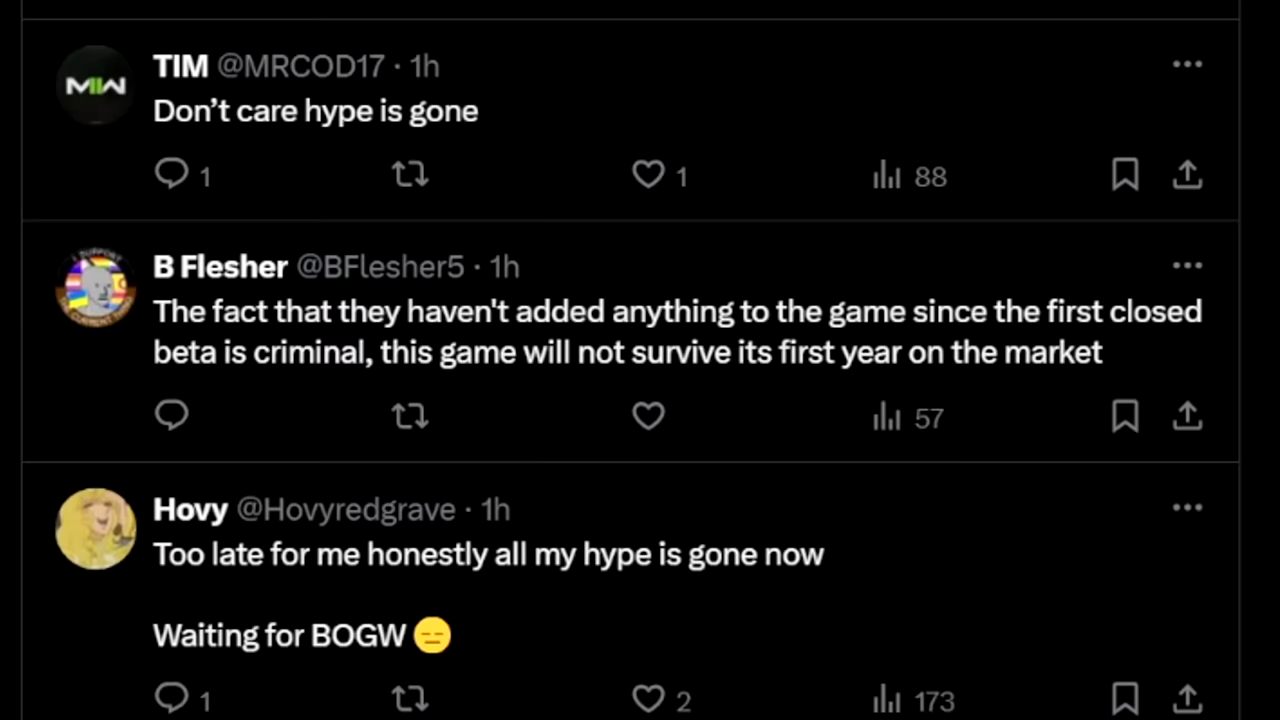 TIM @MRCOD17 · 1h
Don’t care hype is gone
1 1 88
B Flesher @BFlesher5 · 1h
The fact that they haven't added anything to the game since the first closed
beta is criminal, this game will not survive its first year on the market
57
Hovy @Hovyredgrave · 1h
Too late for me honestly all my hype is gone now
Waiting for BOGW 😑
1 2 173